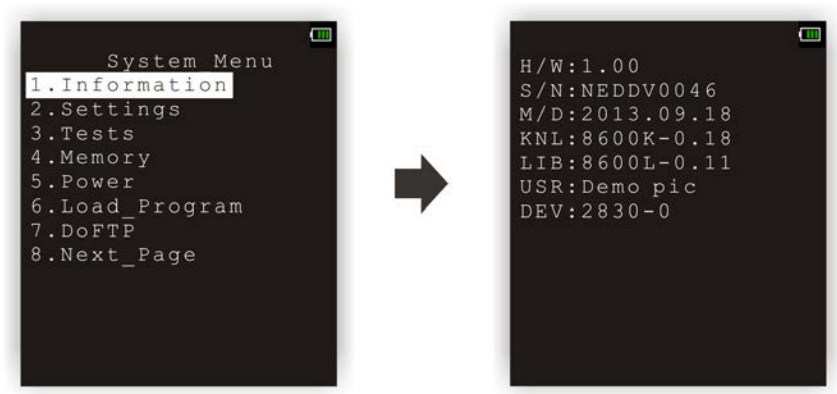 System Menu
1.Information
2.Settings
3.Tests
4.Memory
5.Power
6.Load_Program
7.DoFTP
8.Next_Page
H/W:1.00
S/N:NEDDV0046
M/D:2013.09.18
KNL:8600K-0.18
LIB:8600L-0.11
USR:Demo pic
DEV:2830-0